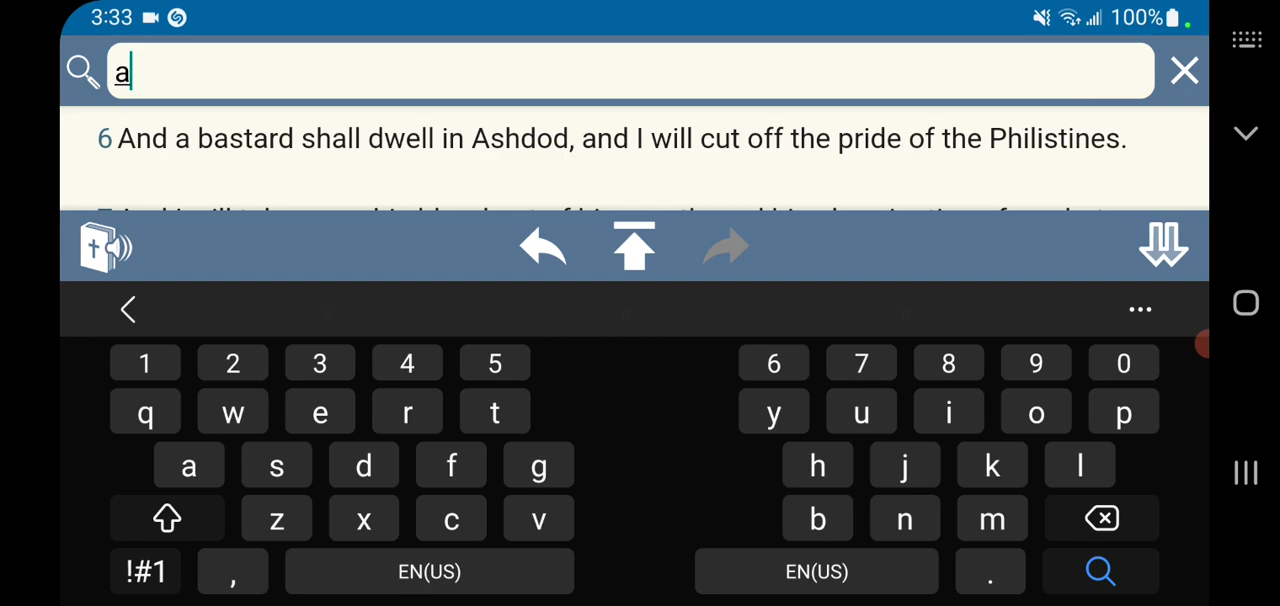 3:33 100%
a
6 And a bastard shall dwell in Ashdod, and I will cut off the pride of the Philistines.
1 2 3 4 5 6 7 8 9 0
q w e r t y u i o p
a s d f g h j k l
z x c v b n m
!#1 , EN(US) EN(US) .